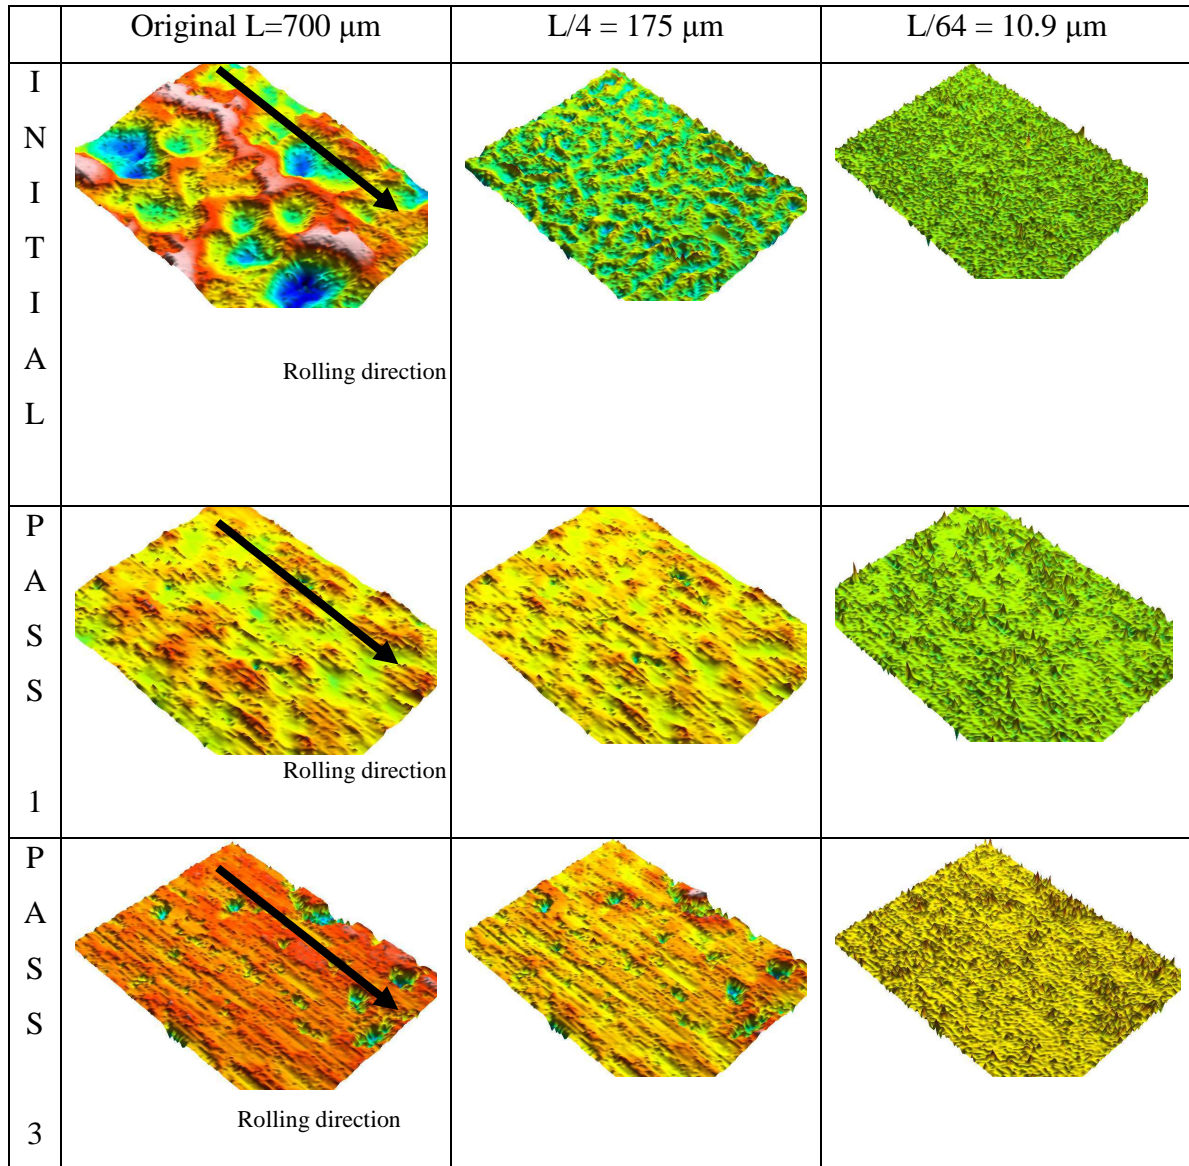 Original L=700 μm
L/4 = 175 μm
L/64 = 10.9 μm
I
N
I
T
I
A
L
Rolling direction
P
A
S
S
1
Rolling direction
P
A
S
S
3
Rolling direction